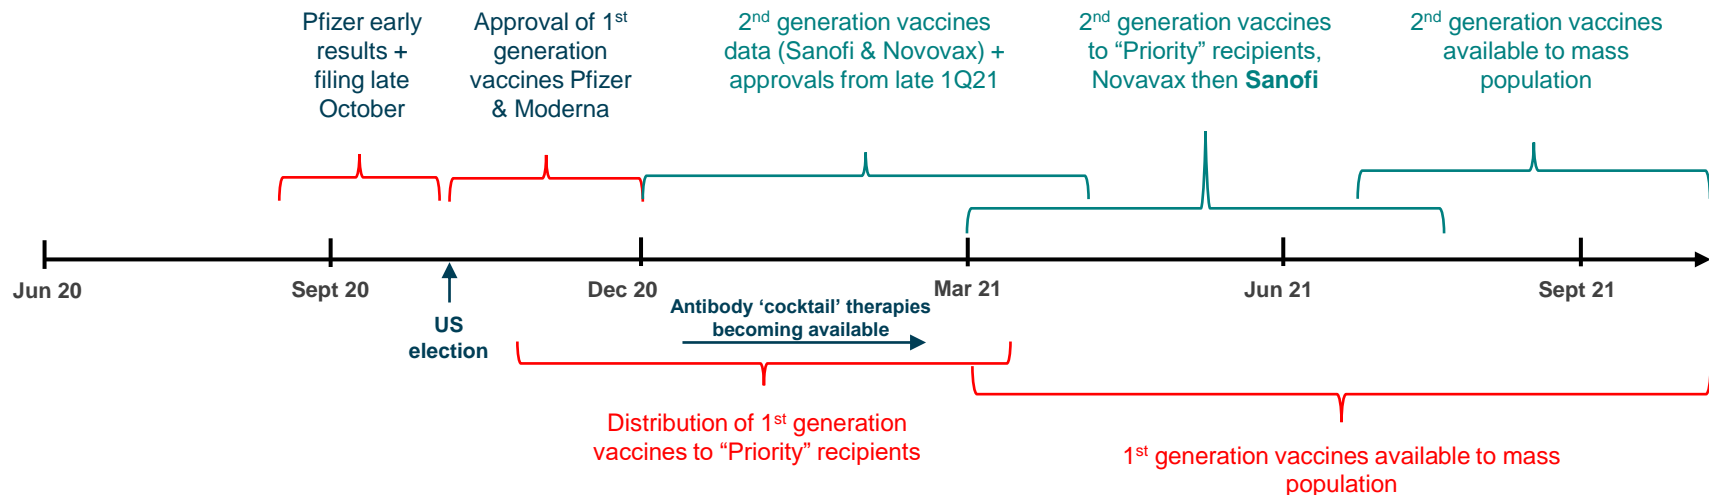 Pfizer early
results +
filing late
October
Approval of 1st
generation
vaccines Pfizer
& Moderna
2nd generation vaccines
data (Sanofi & Novovax) +
approvals from late 1Q21
2nd generation vaccines
to “Priority” recipients,
Novavax then Sanofi
2nd generation vaccines
available to mass
population
Jun 20
Sept 20
Dec 20
Mar 21
Jun 21
Sept 21
US
election
Antibody ‘cocktail’ therapies
becoming available
Distribution of 1st generation
vaccines to “Priority” recipients
1st generation vaccines available to mass
population